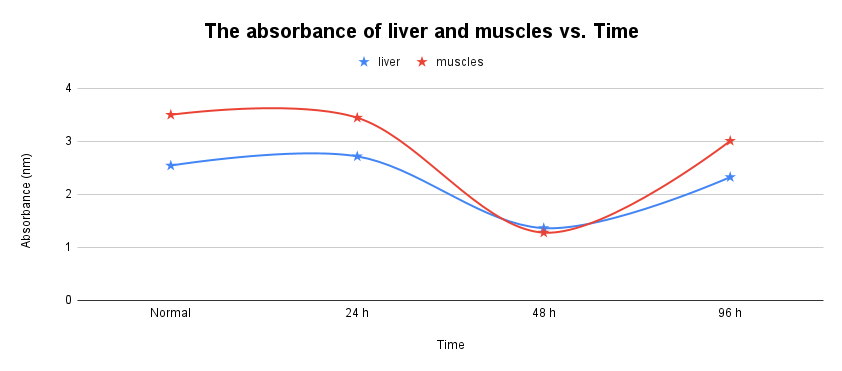 The absorbance of liver and muscles vs. Time
liver muscles
4
3
2
1
0
Absorbance (nm)
Normal 24 h 48 h 96 h
Time